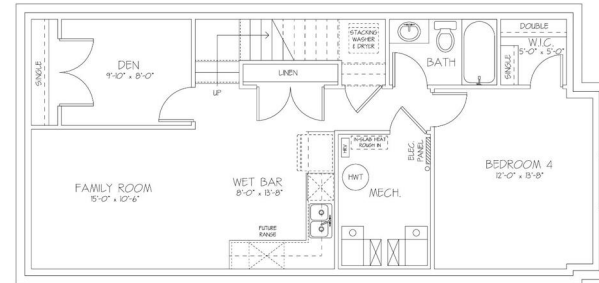 SINGLE
DEN
9'-10" x 8'-0"
UP
LINEN
STACKING
WASHER
& DRYER
BATH
DOUBLE
W.I.C.
5'-0" x 5'-0"
SINGLE
FAMILY ROOM
15'-0" x 10'-6"
WET BAR
8'-0" x 13'-8"
FUTURE
RANGE
HRV
IN-SLAB HEAT
ROUGH IN
HWT
MECH.
ELEC.
PANEL
BEDROOM 4
12'-0" x 13'-8"